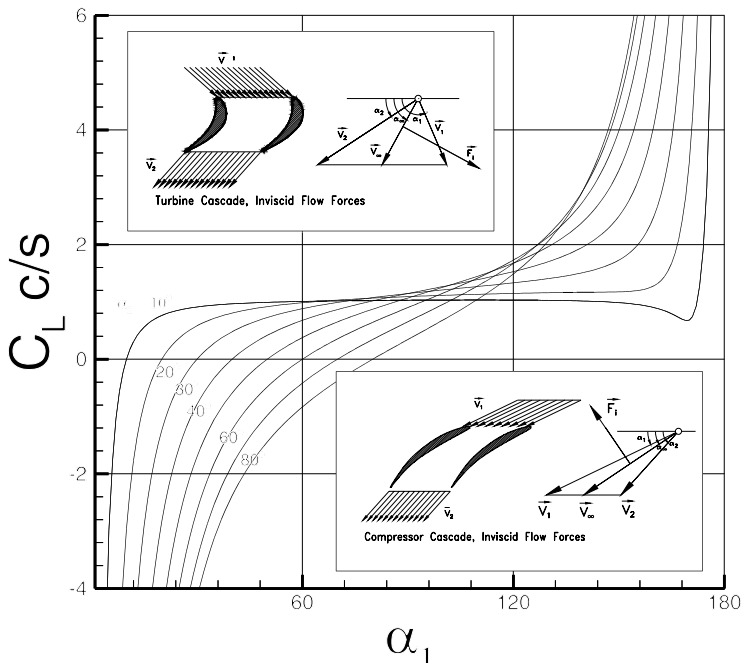 6
4
2
0
-2
-4
60
120
180
C_L c/s
α_1
10
20
30
40
60
80
V
V_2
Turbine Cascade, Inviscid Flow Forces
α_2
α_∞
α_1
V_2
V_∞
V_1
F_i
V_1
V_2
Compressor Cascade, Inviscid Flow Forces
F_i
α_1
α_∞
α_2
V_1
V_∞
V_2